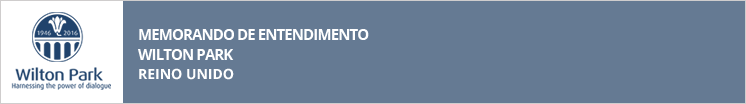 1946 2016
Wilton Park
Harnessing the power of dialogue
MEMORANDO DE ENTENDIMENTO
WILTON PARK
REINO UNIDO